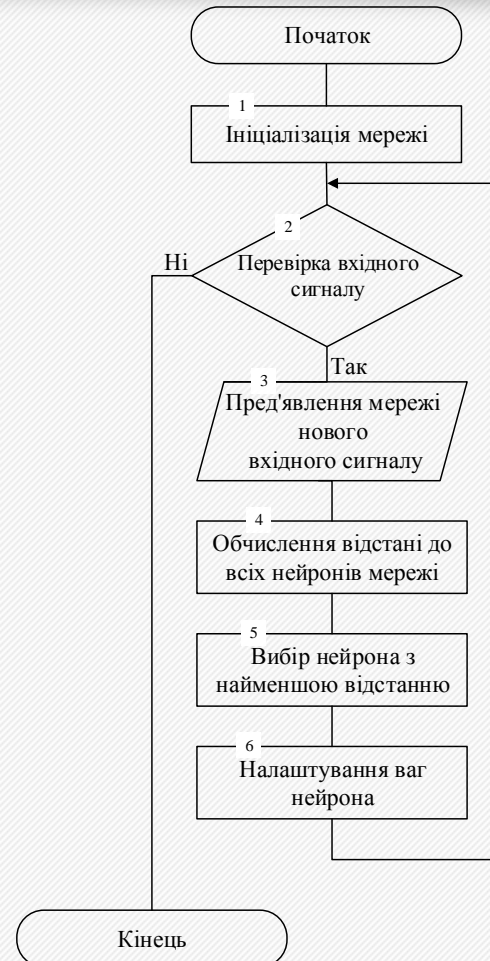 Початок
1
Ініціалізація мережі
2
Перевірка вхідного
сигналу
Ні
Так
3
Пред'явлення мережі
нового
вхідного сигналу
4
Обчислення відстані до
всіх нейронів мережі
5
Вибір нейрона з
найменшою відстанню
6
Налаштування ваг
нейрона
Кінець